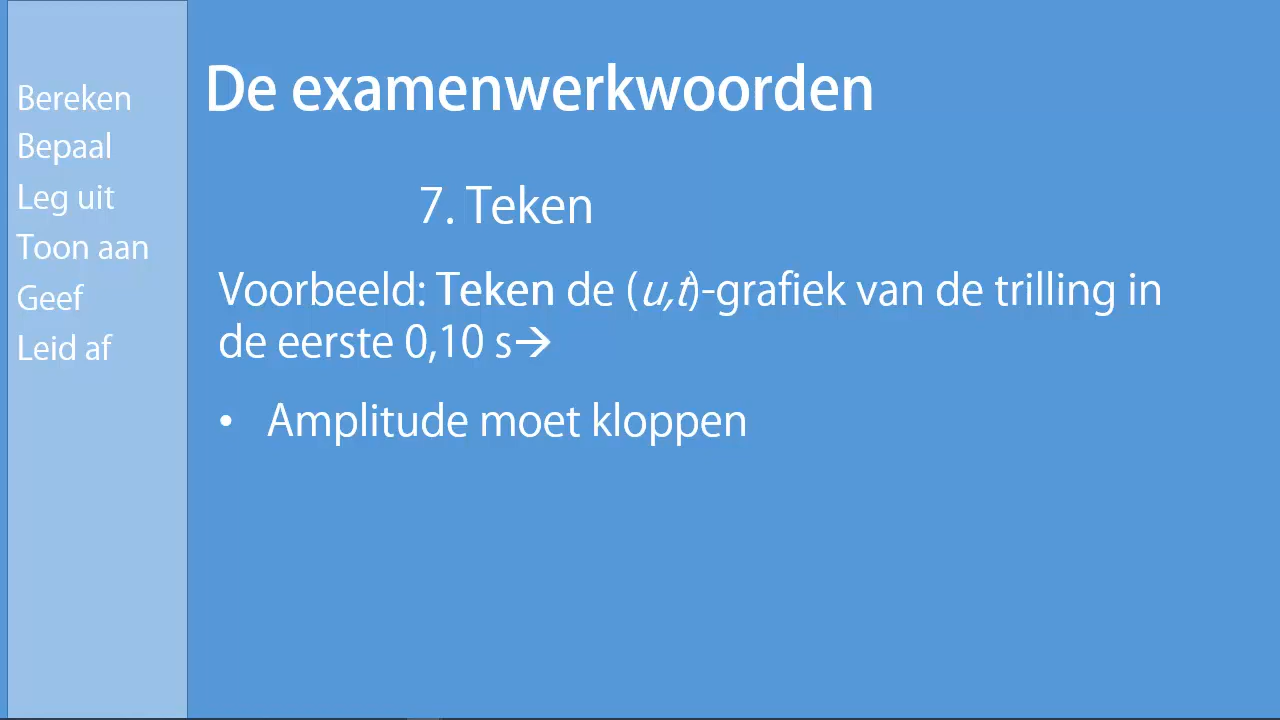 Bereken
Bepaal
Leg uit
Toon aan
Geef
Leid af
De examenwerkwoorden
7. Teken
Voorbeeld: Teken de (u,t)-grafiek van de trilling in
de eerste 0,10 s→
• Amplitude moet kloppen